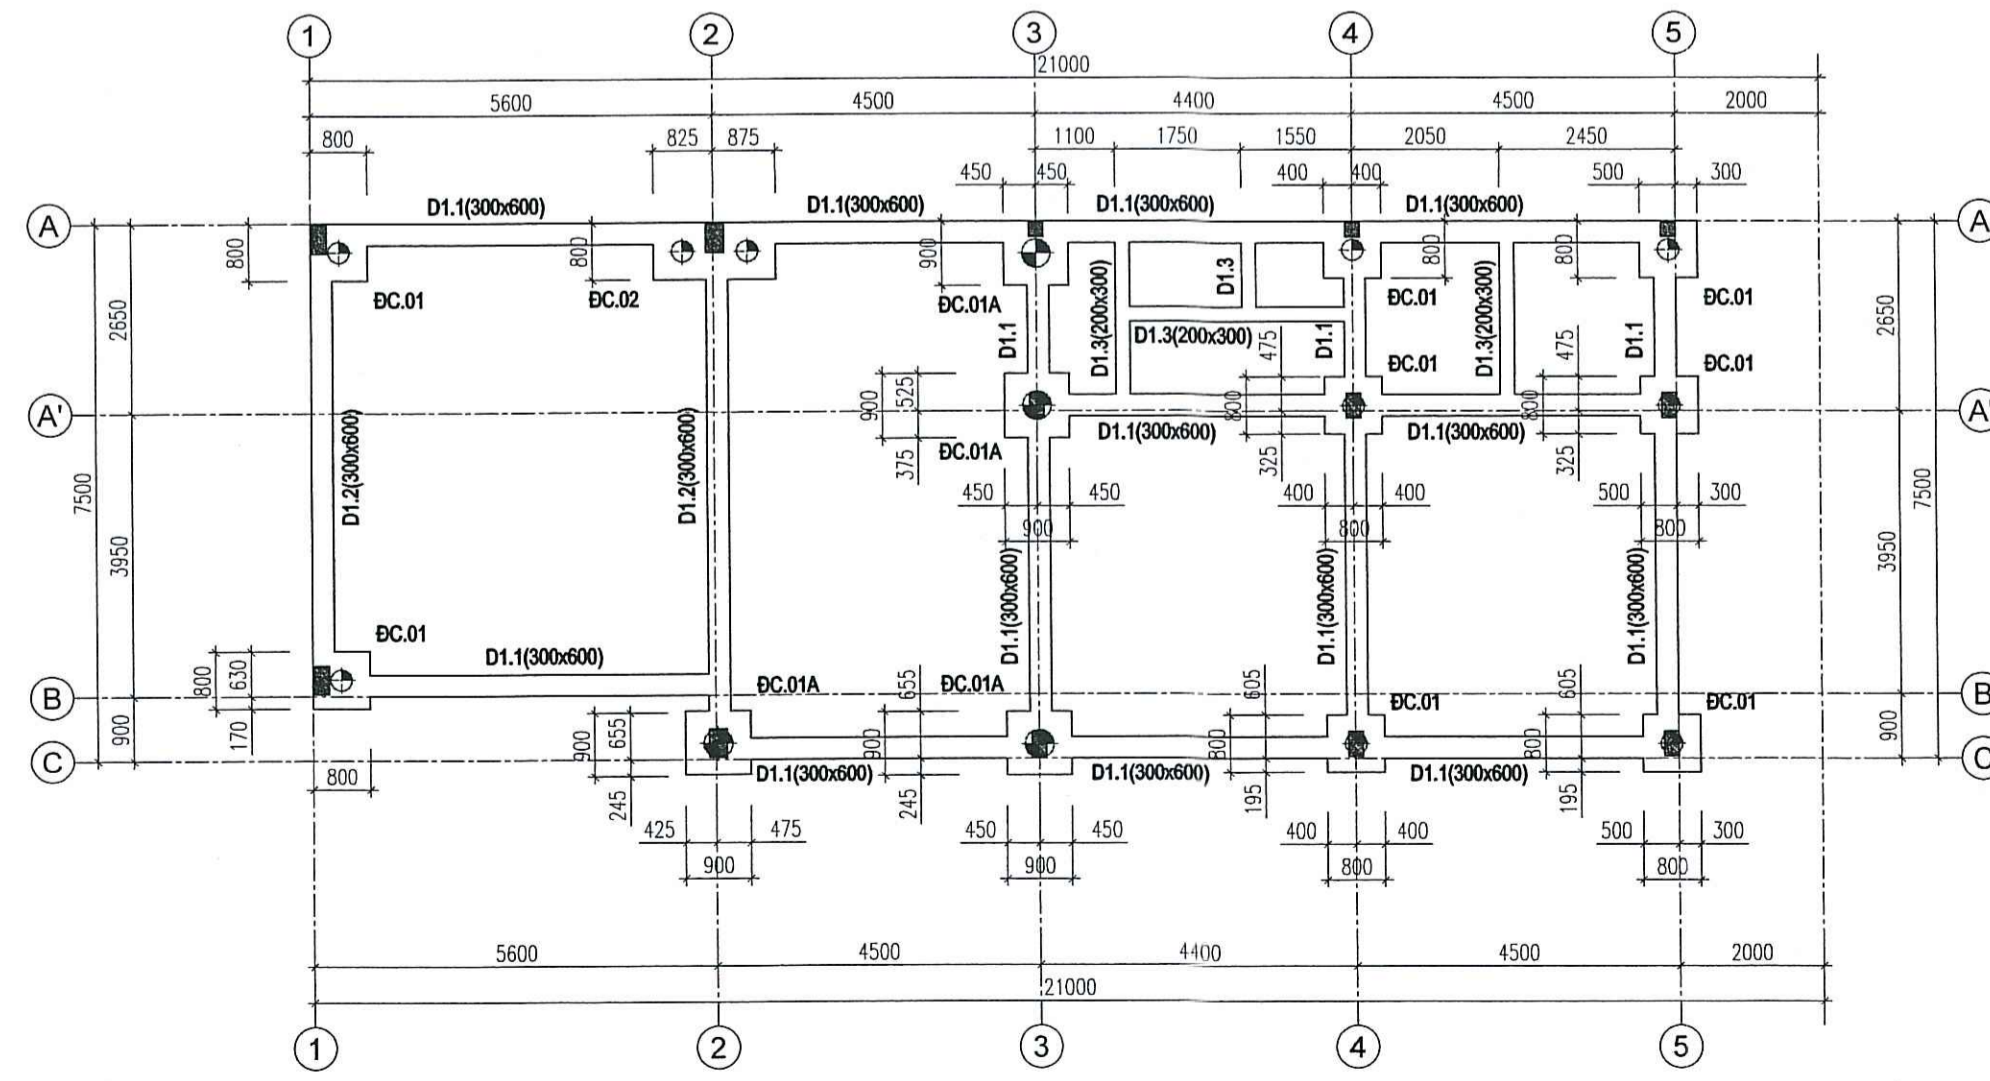 1 2 3 4 5
21000
5600 4500 4400 4500 2000
800 825 875 1100 1750 1550 2050 2450
450 450 400 400 500 300
D1.1(300x600) D1.1(300x600) D1.1(300x600) D1.1(300x600)
A A
800 800 900 800 800
D1.3
ĐC.01 ĐC.02 ĐC.01A ĐC.01 ĐC.01
2650 2650
D1.1 D1.3(200x300) D1.3(200x300) D1.1 D1.3(200x300) D1.1
475 475
ĐC.01 ĐC.01
900 525 800 800
A' A'
D1.1(300x600) D1.1(300x600)
ĐC.01A
375 325 325
D1.2(300x600) D1.2(300x600)
7500 7500
450 450 400 400 500 300
900 800 800
3950 3950
D1.1(300x600) D1.1(300x600) D1.1(300x600)
ĐC.01
D1.1(300x600)
800 630
ĐC.01A ĐC.01A 655 605 605
B B
ĐC.01 ĐC.01
900 170 900 655 900 800 800 900
C C
D1.1(300x600) D1.1(300x600) D1.1(300x600)
800 245 245 195 195
425 475 450 450 400 400 500 300
900 900 800 800
5600 4500 4400 4500 2000
21000
1 2 3 4 5